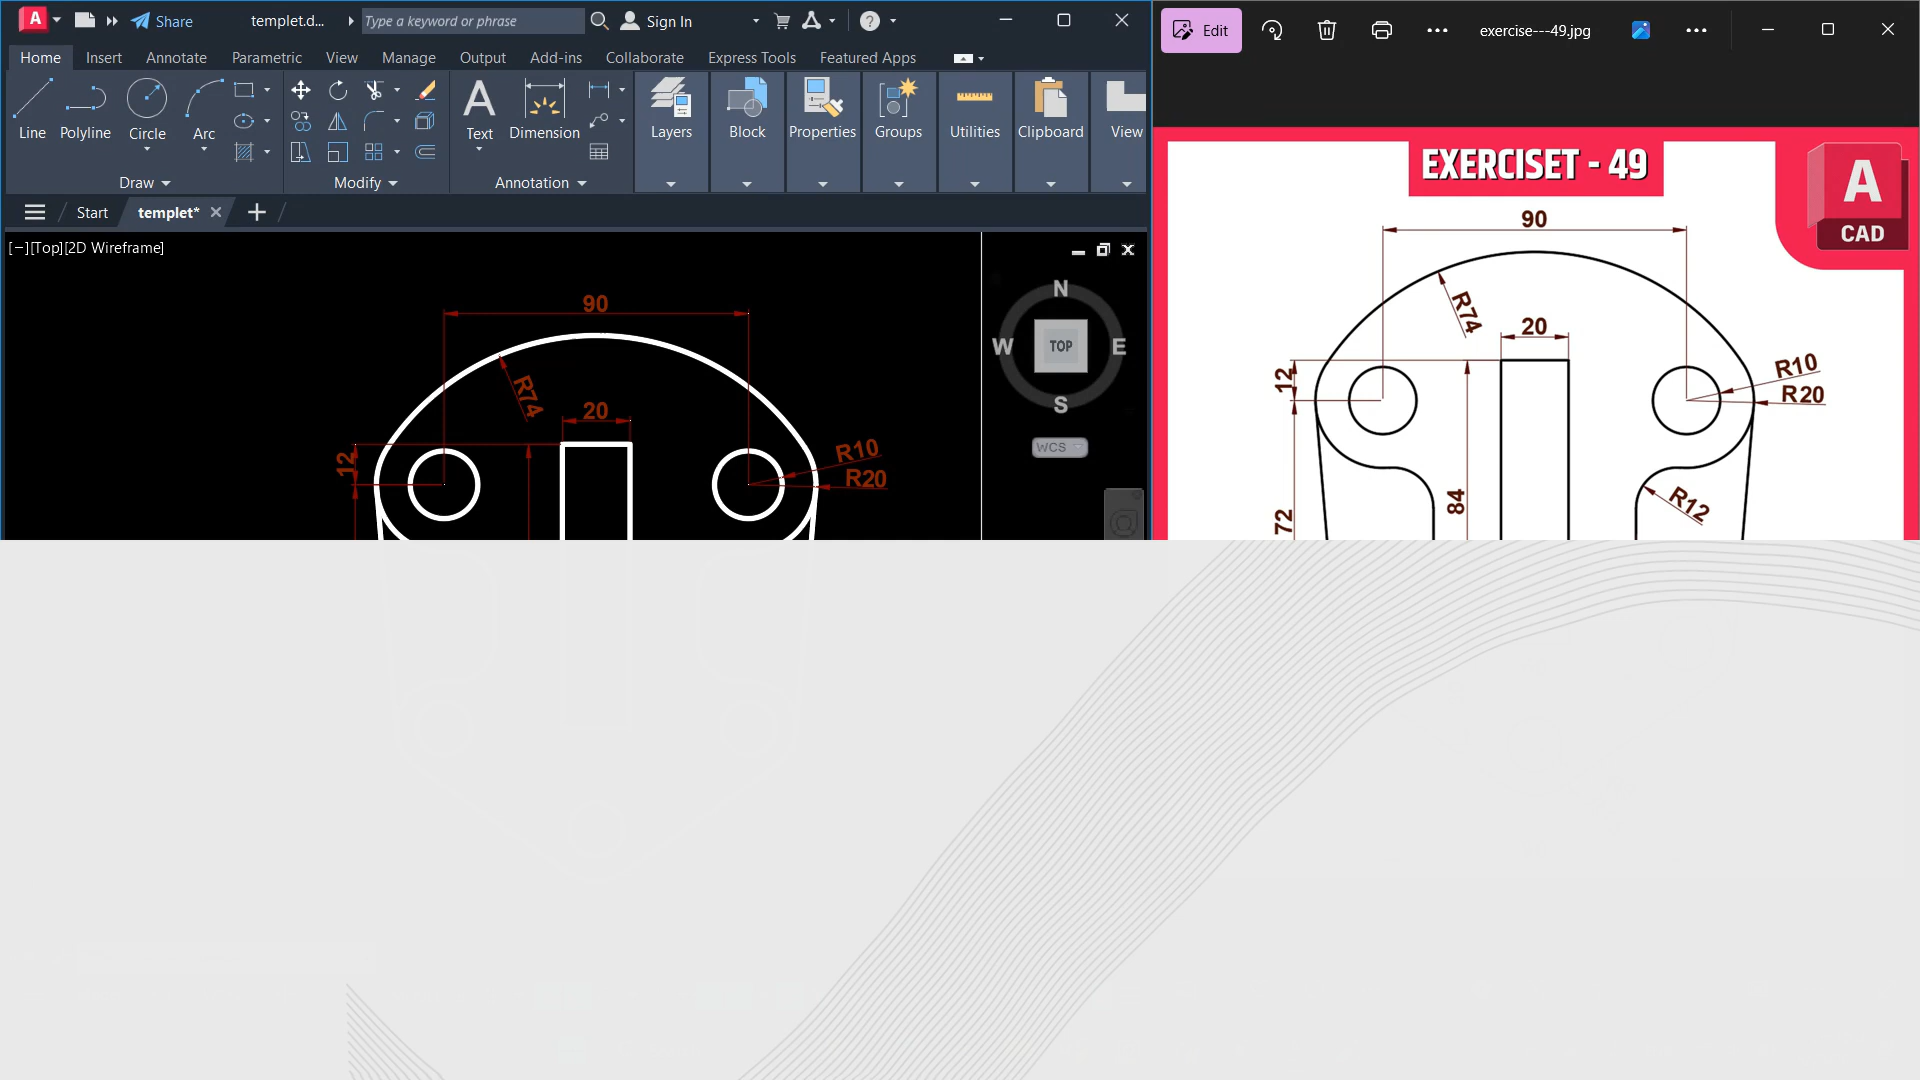 A Share templet.d... Type a keyword or phrase Sign In ?
Home Insert Annotate Parametric View Manage Output Add-ins Collaborate Express Tools Featured Apps
Line Polyline Circle Arc
Draw
Modify
Text Dimension
Annotation
Layers Block Properties Groups Utilities Clipboard View
Start templet*
[−][Top][2D Wireframe]
90
R74
20
12
R10
R20
N
W TOP E
S
WCS
Edit exercise---49.jpg
EXERCISET - 49
A
CAD
90
R74
20
12
R10
R20
84
72
R12